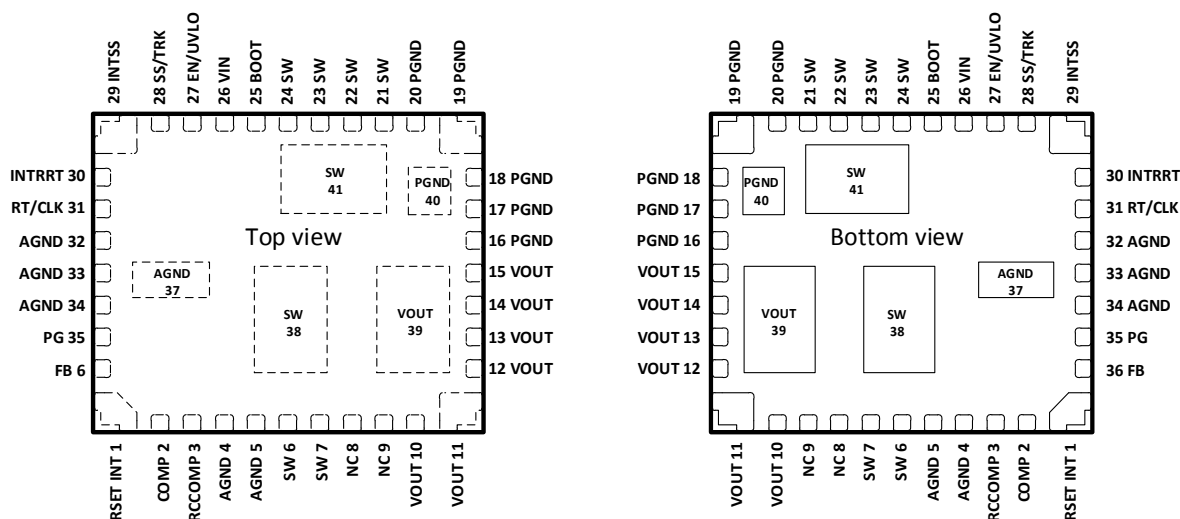 29 INTSS
28 SS/TRK
27 EN/UVLO
26 VIN
25 BOOT
24 SW
23 SW
22 SW
21 SW
20 PGND
19 PGND
INTRRT 30
RT/CLK 31
AGND 32
AGND 33
AGND 34
PG 35
FB 6
SW
41
PGND
40
Top view
AGND
37
SW
38
VOUT
39
18 PGND
17 PGND
16 PGND
15 VOUT
14 VOUT
13 VOUT
12 VOUT
RSET INT 1
COMP 2
RCCOMP 3
AGND 4
AGND 5
SW 6
SW 7
NC 8
NC 9
VOUT 10
VOUT 11
19 PGND
20 PGND
21 SW
22 SW
23 SW
24 SW
25 BOOT
26 VIN
27 EN/UVLO
28 SS/TRK
29 INTSS
PGND 18
PGND 17
PGND 16
VOUT 15
VOUT 14
VOUT 13
VOUT 12
PGND
40
SW
41
Bottom view
VOUT
39
SW
38
AGND
37
30 INTRRT
31 RT/CLK
32 AGND
33 AGND
34 AGND
35 PG
36 FB
VOUT 11
VOUT 10
NC 9
NC 8
SW 7
SW 6
AGND 5
AGND 4
RCCOMP 3
COMP 2
RSET INT 1